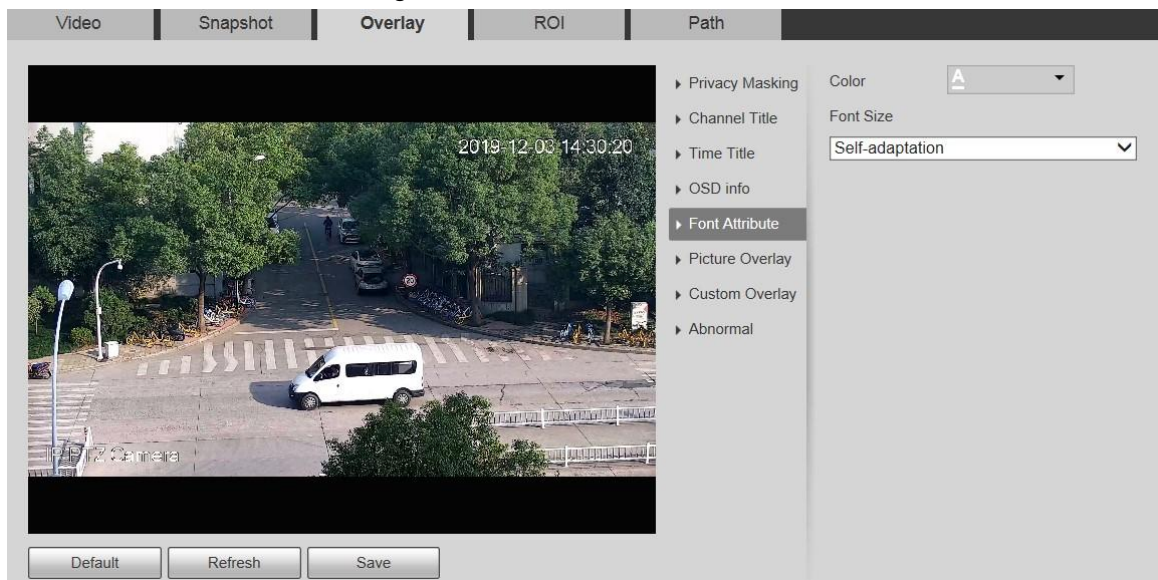 Video Snapshot Overlay ROI Path
2019-12-03 14:30:20
IP PTZ Camera
Privacy Masking
Channel Title
Time Title
OSD info
Font Attribute
Picture Overlay
Custom Overlay
Abnormal
Color A
Font Size
Self-adaptation
Default Refresh Save